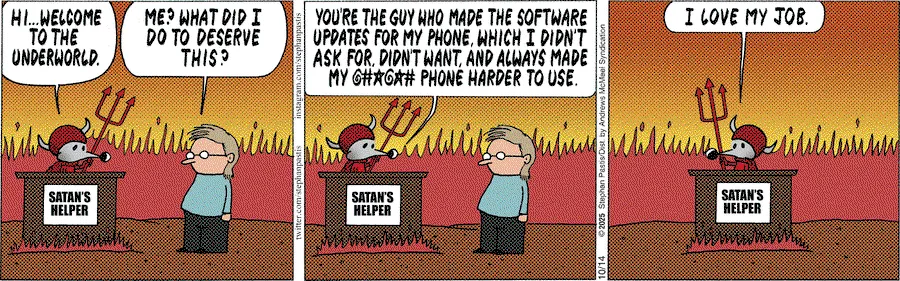 HI...WELCOME
TO THE
UNDERWORLD.
ME? WHAT DID I
DO TO DESERVE
THIS?
SATAN'S
HELPER
twitter.com/stephanpastis
instagram.com/stephanpastis
YOU'RE THE GUY WHO MADE THE SOFTWARE
UPDATES FOR MY PHONE, WHICH I DIDN'T
ASK FOR, DIDN'T WANT, AND ALWAYS MADE
MY @#*@*# PHONE HARDER TO USE.
SATAN'S
HELPER
10/14 © 2025 Stephan Pastis/Dist. by Andrews McMeel Syndication
I LOVE MY JOB.
SATAN'S
HELPER